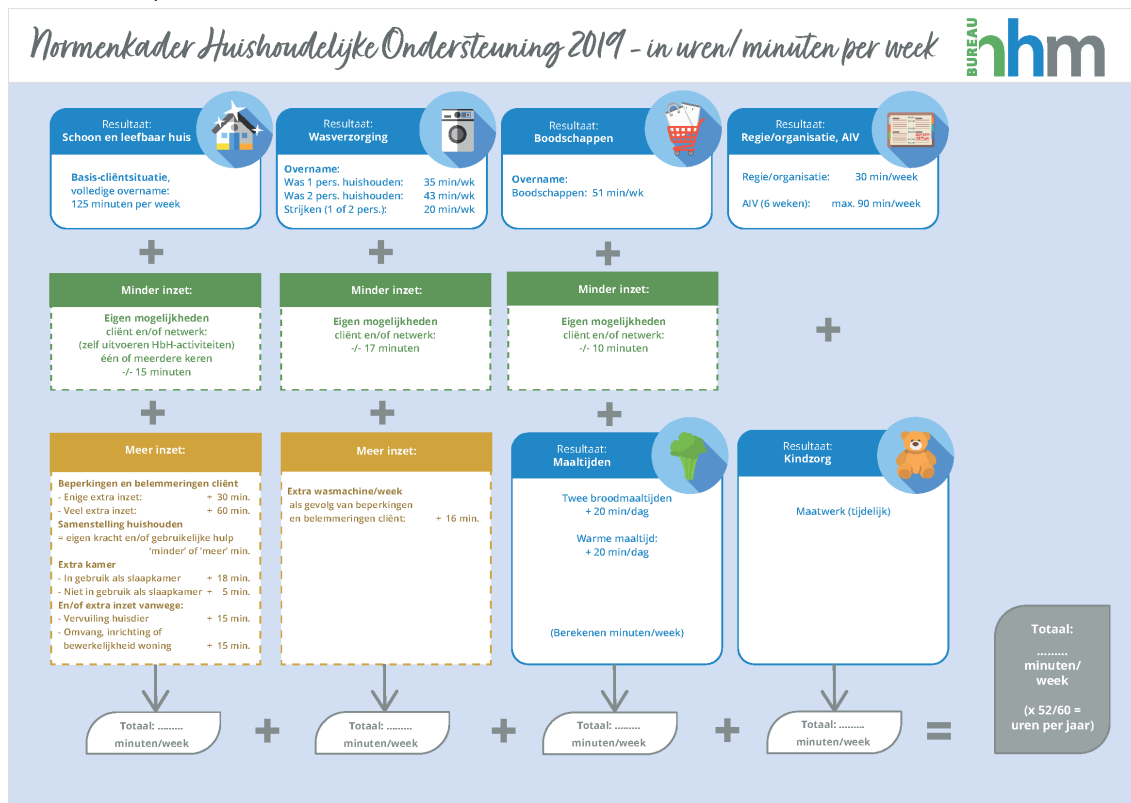 Normenkader Huishoudelijke Ondersteuning 2019 - in uren/minuten per week
BUREAU
nhm
Resultaat:
Schoon en leefbaar huis
Basis-cliëntsituatie,
volledige overname:
125 minuten per week
Resultaat:
Wasverzorging
Overname:
Was 1 pers. huishouden: 35 min/wk
Was 2 pers. huishouden: 43 min/wk
Strijken (1 of 2 pers.): 20 min/wk
Resultaat:
Boodschappen
Overname:
Boodschappen: 51 min/wk
Resultaat:
Regie/organisatie, AIV
Regie/organisatie: 30 min/week
AIV (6 weken): max. 90 min/week
+
+
+
Minder inzet:
Eigen mogelijkheden
cliënt en/of netwerk:
(zelf uitvoeren HbH-activiteiten)
één of meerdere keren
-/- 15 minuten
Minder inzet:
Eigen mogelijkheden
cliënt en/of netwerk:
-/- 17 minuten
Minder inzet:
Eigen mogelijkheden
cliënt en/of netwerk:
-/- 10 minuten
+
+
+
+
Meer inzet:
Beperkingen en belemmeringen cliënt
- Enige extra inzet: + 30 min.
- Veel extra inzet: + 60 min.
Samenstelling huishouden
= eigen kracht en/of gebruikelijke hulp
'minder' of 'meer' min.
Extra kamer
- In gebruik als slaapkamer + 18 min.
- Niet in gebruik als slaapkamer + 5 min.
En/of extra inzet vanwege:
- Vervuiling huisdier + 15 min.
- Omvang, inrichting of
bewerkelijkheid woning + 15 min.
Meer inzet:
Extra wasmachine/week
als gevolg van beperkingen
en belemmeringen cliënt: + 16 min.
Resultaat:
Maaltijden
Twee broodmaaltijden
+ 20 min/dag
Warme maaltijd:
+ 20 min/dag
(Berekenen minuten/week)
Resultaat:
Kindzorg
Maatwerk (tijdelijk)
Totaal: .........
minuten/week
+
Totaal: .........
minuten/week
+
Totaal: .........
minuten/week
+
Totaal: .........
minuten/week
=
Totaal:
.........
minuten/
week
(x 52/60 =
uren per jaar)